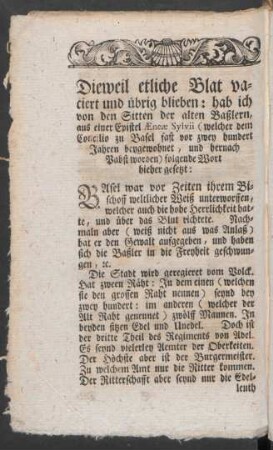 Dieweil etliche Blat va-
ciert und übrig blieben: hab ich
von den Sitten der alten Baßlern,
aus einer Epistel Æneæ Sylvii (welcher dem
Concilio zu Basel fast vor zwey hundert
Jahren beygewohnet, und hernach
Pabst worden) folgende Wort
hieher gesetzt:
BAsel war vor Zeiten ihrem Bi-
schoff weltlicher Weiß unterworffen,
welcher auch die hohe Herrlichkeit hat-
te, und über das Blut richtete. Nach-
maln aber (weiß nicht aus was Anlaß)
hat er den Gewalt aufgegeben, und haben
sich die Baßler in die Freyheit geschwun-
gen, ꝛc.
Die Stadt wird geregieret vom Volck.
Hat zween Räht: In dem einen (welchen
sie den grossen Raht nennen) seynd bey
zwey hundert: im anderen (welcher der
Alt Raht genennet) zwölff Mannen. In
beyden sitzen Edel und Unedel. Doch ist
der dritte Theil des Regiments von Adel.
Es seynd vielerley Aemter der Oberkeiten.
Der Höchste aber ist der Burgermeister.
Zu welchem Amt nur die Ritter kommen.
Der Ritterschafft aber seynd nur die Edel-
leuth